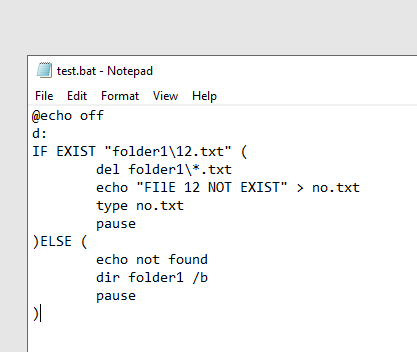 test.bat - Notepad
File Edit Format View Help
@echo off
d:
IF EXIST "folder1\12.txt" (
        del folder1\*.txt
        echo "FIlE 12 NOT EXIST" > no.txt
        type no.txt
        pause
)ELSE (
        echo not found
        dir folder1 /b
        pause
)